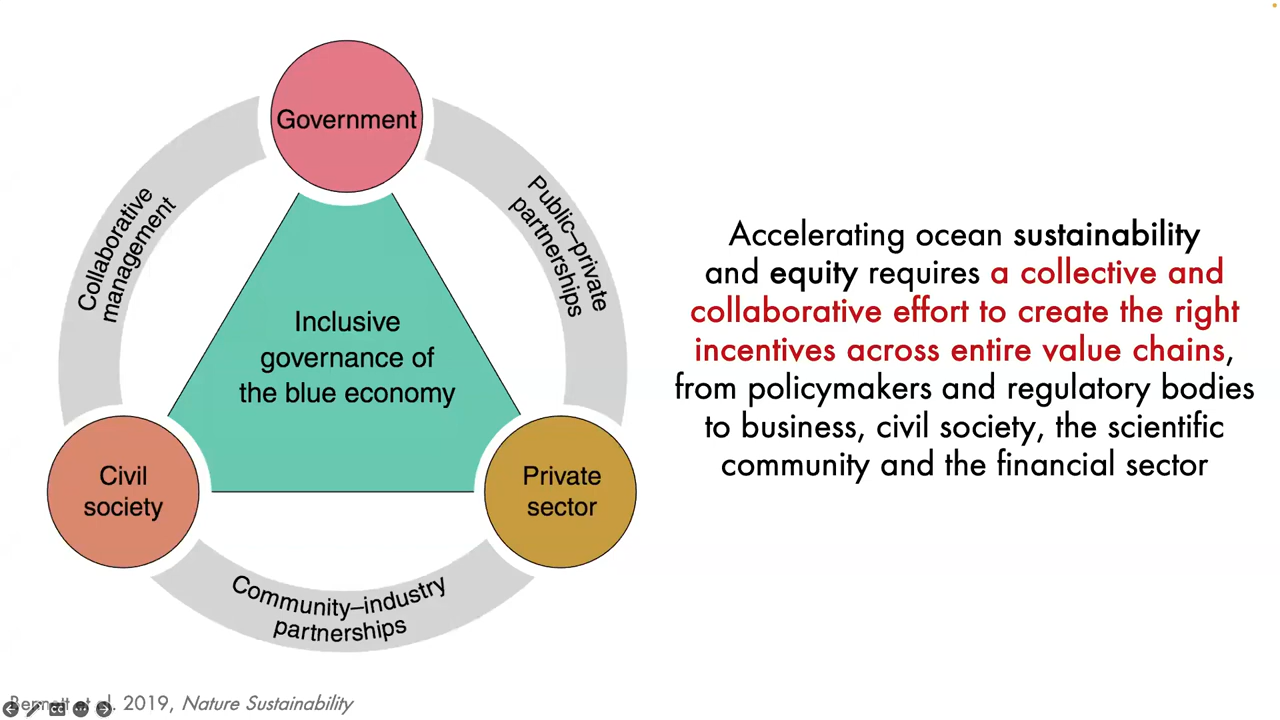 Government
Collaborative
management
Public–private
partnerships
Inclusive
governance of
the blue economy
Civil
society
Private
sector
Community–industry
partnerships
Accelerating ocean sustainability
and equity requires a collective and
collaborative effort to create the right
incentives across entire value chains,
from policymakers and regulatory bodies
to business, civil society, the scientific
community and the financial sector
2019, Nature Sustainability